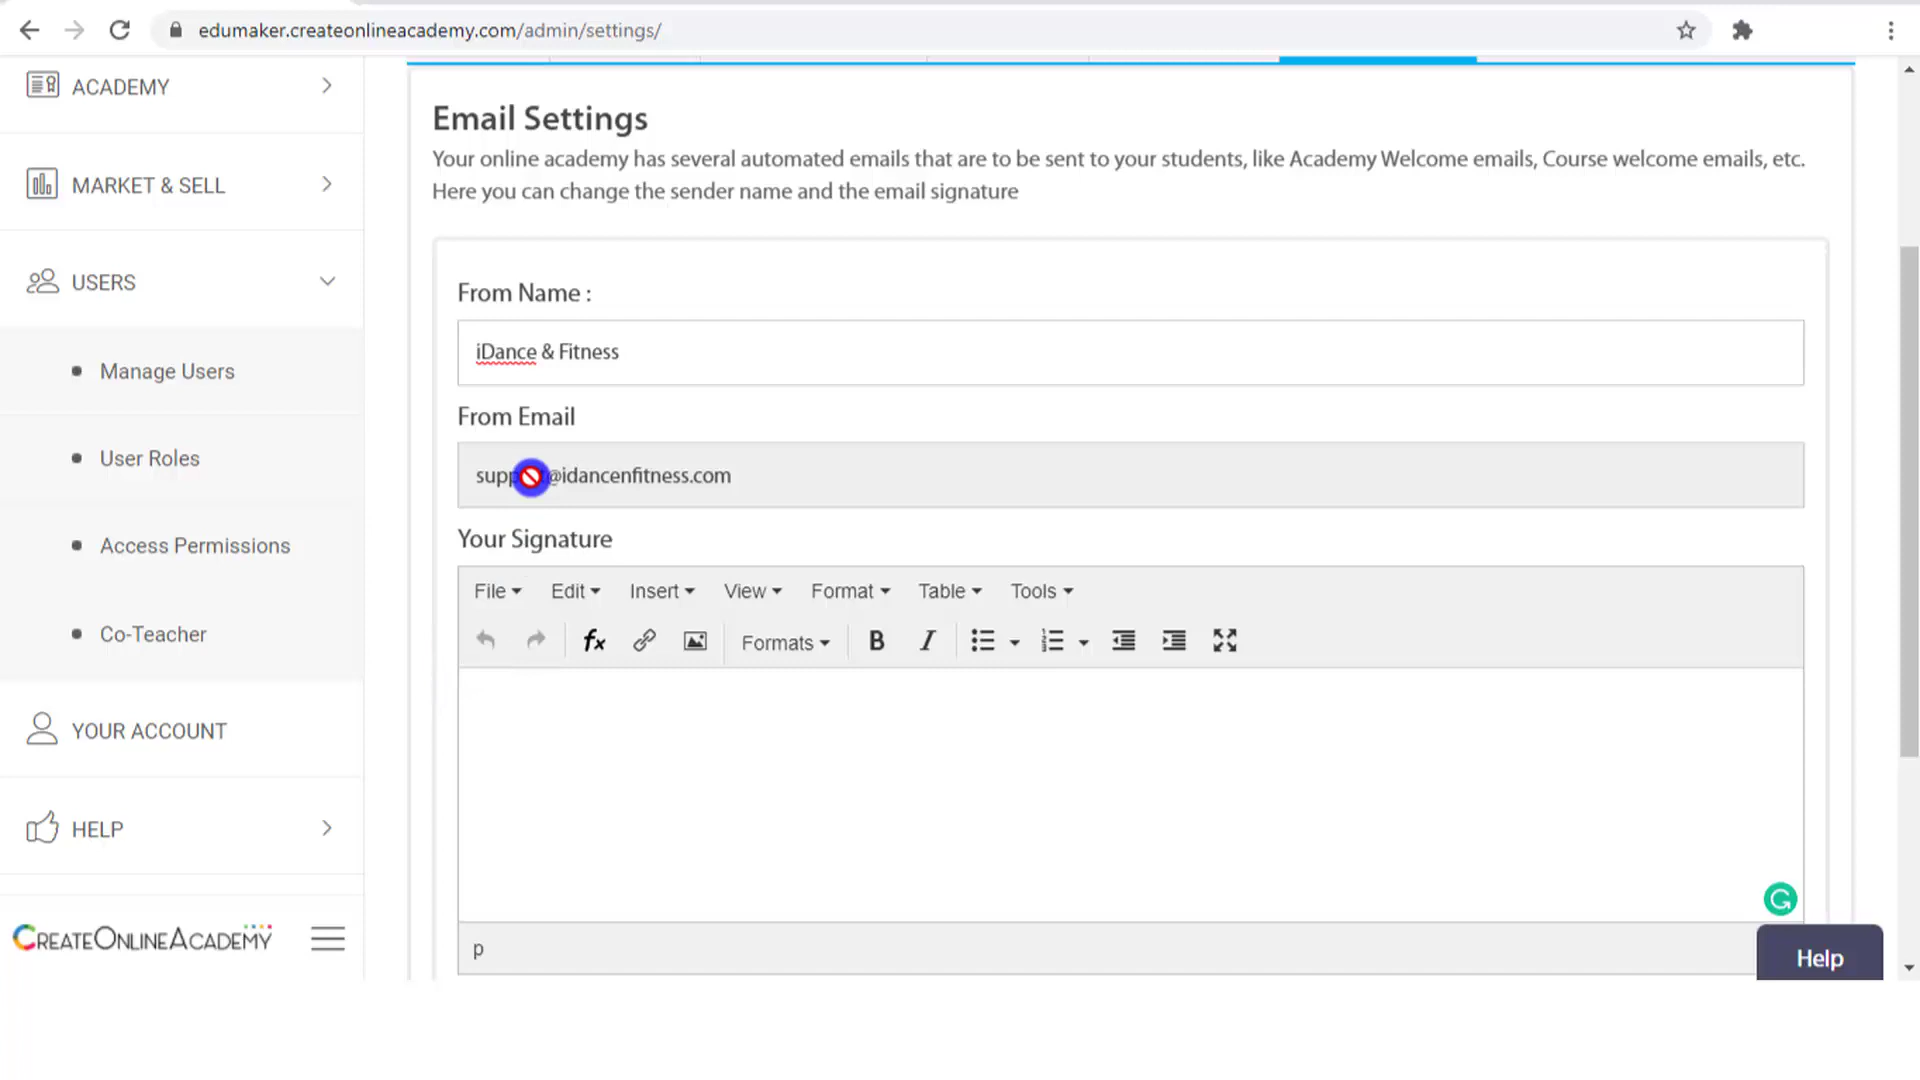 edumaker.createonlineacademy.com/admin/settings/
ACADEMY
MARKET & SELL
USERS
Manage Users
User Roles
Access Permissions
Co-Teacher
YOUR ACCOUNT
HELP
CREATEONLINEACADEMY
Email Settings
Your online academy has several automated emails that are to be sent to your students, like Academy Welcome emails, Course welcome emails, etc.
Here you can change the sender name and the email signature
From Name :
iDance & Fitness
From Email
support@idancenfitness.com
Your Signature
File Edit Insert View Format Table Tools
fx Formats B I
p
Help